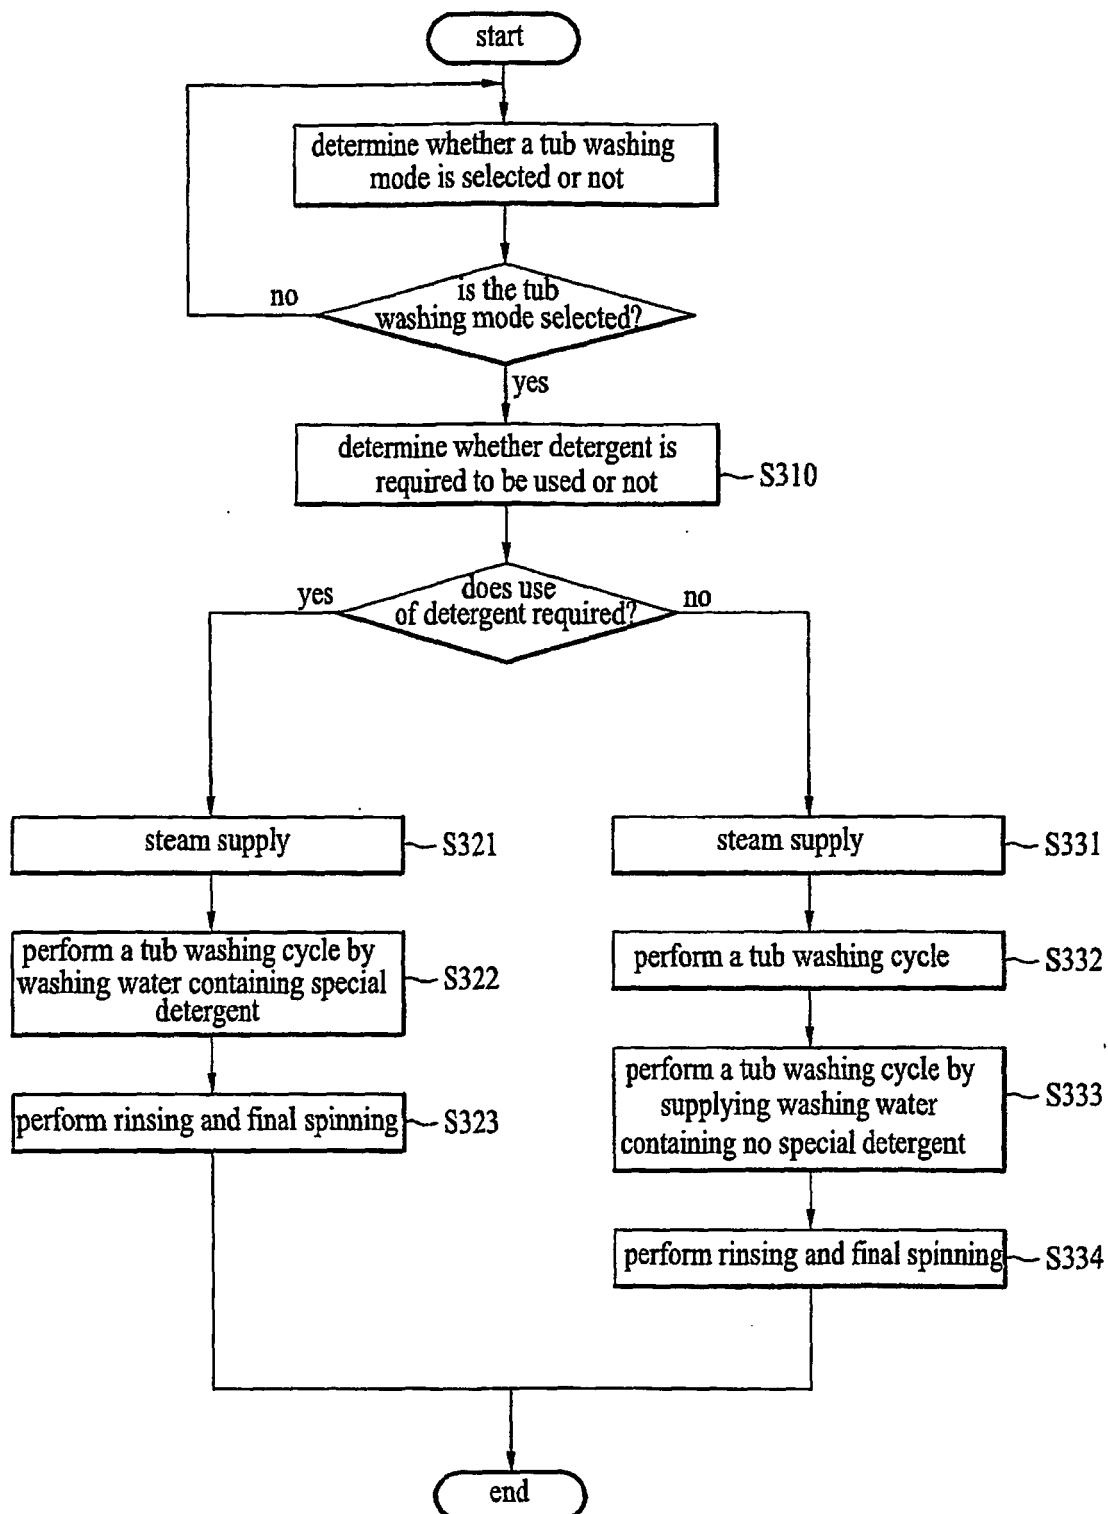 start
determine whether a tub washing
mode is selected or not
is the tub
washing mode selected?
no
yes
determine whether detergent is
required to be used or not
S310
does use
of detergent required?
yes
no
steam supply
S321
perform a tub washing cycle by
washing water containing special
detergent
S322
perform rinsing and final spinning
S323
steam supply
S331
perform a tub washing cycle
S332
perform a tub washing cycle by
supplying washing water
containing no special detergent
S333
perform rinsing and final spinning
S334
end